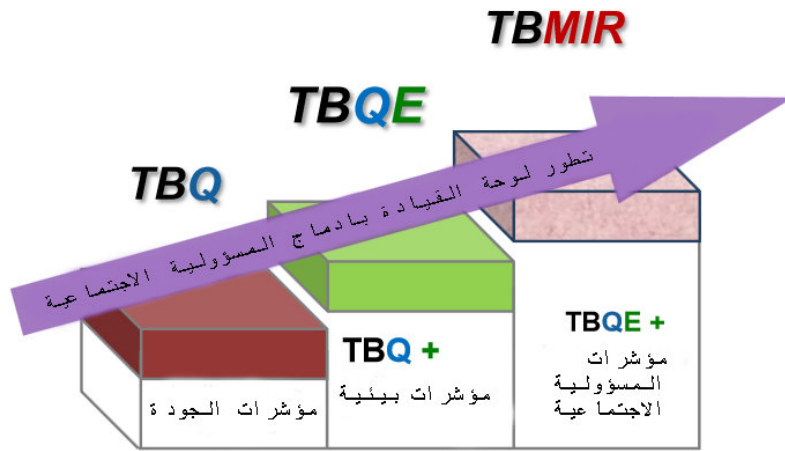 TBMIR
TBQE
TBQ
تطور لوحة القيادة بادماج المسؤولية الاجتماعية
TBQE +
مؤشرات
المسؤولية
الاجتماعية
TBQ +
مؤشرات بيئية
مؤشرات الجودة